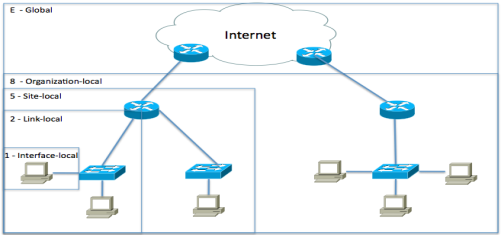 E - Global
Internet
8 - Organization-local
5 - Site-local
2 - Link-local
1 - Interface-local